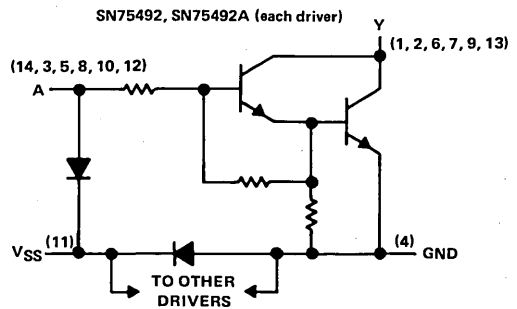 SN75492, SN75492A (each driver)
Y
(1, 2, 6, 7, 9, 13)
(14, 3, 5, 8, 10, 12)
A
VSS (11)
(4)
GND
TO OTHER
DRIVERS